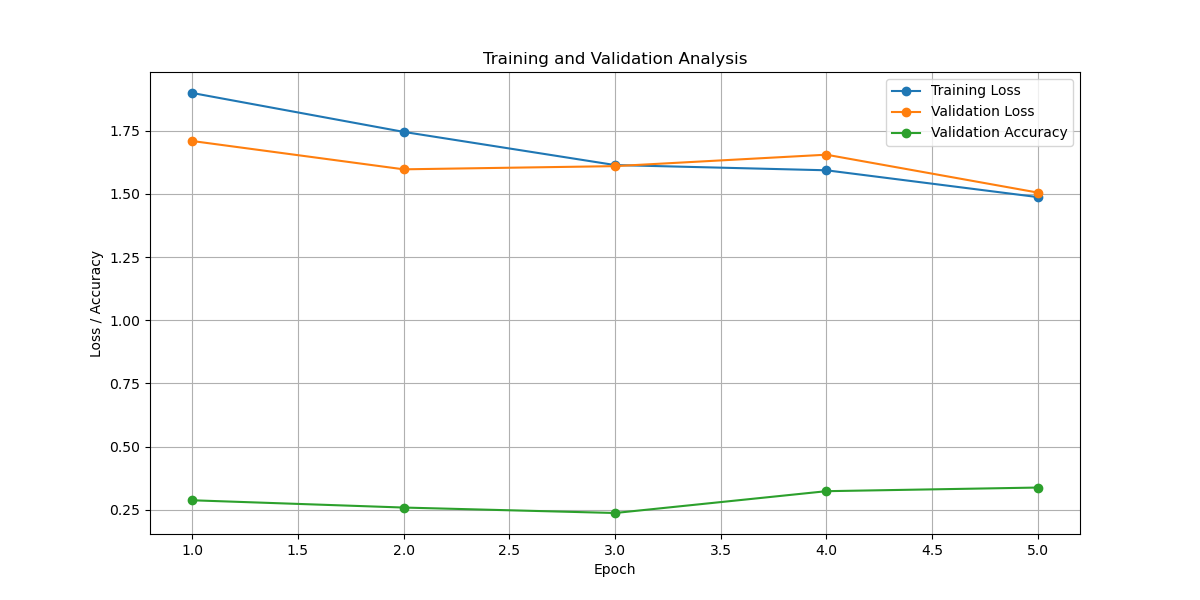 Training and Validation Analysis
Training Loss
Validation Loss
Validation Accuracy
Loss / Accuracy
1.75
1.50
1.25
1.00
0.75
0.50
0.25
1.0 1.5 2.0 2.5 3.0 3.5 4.0 4.5 5.0
Epoch